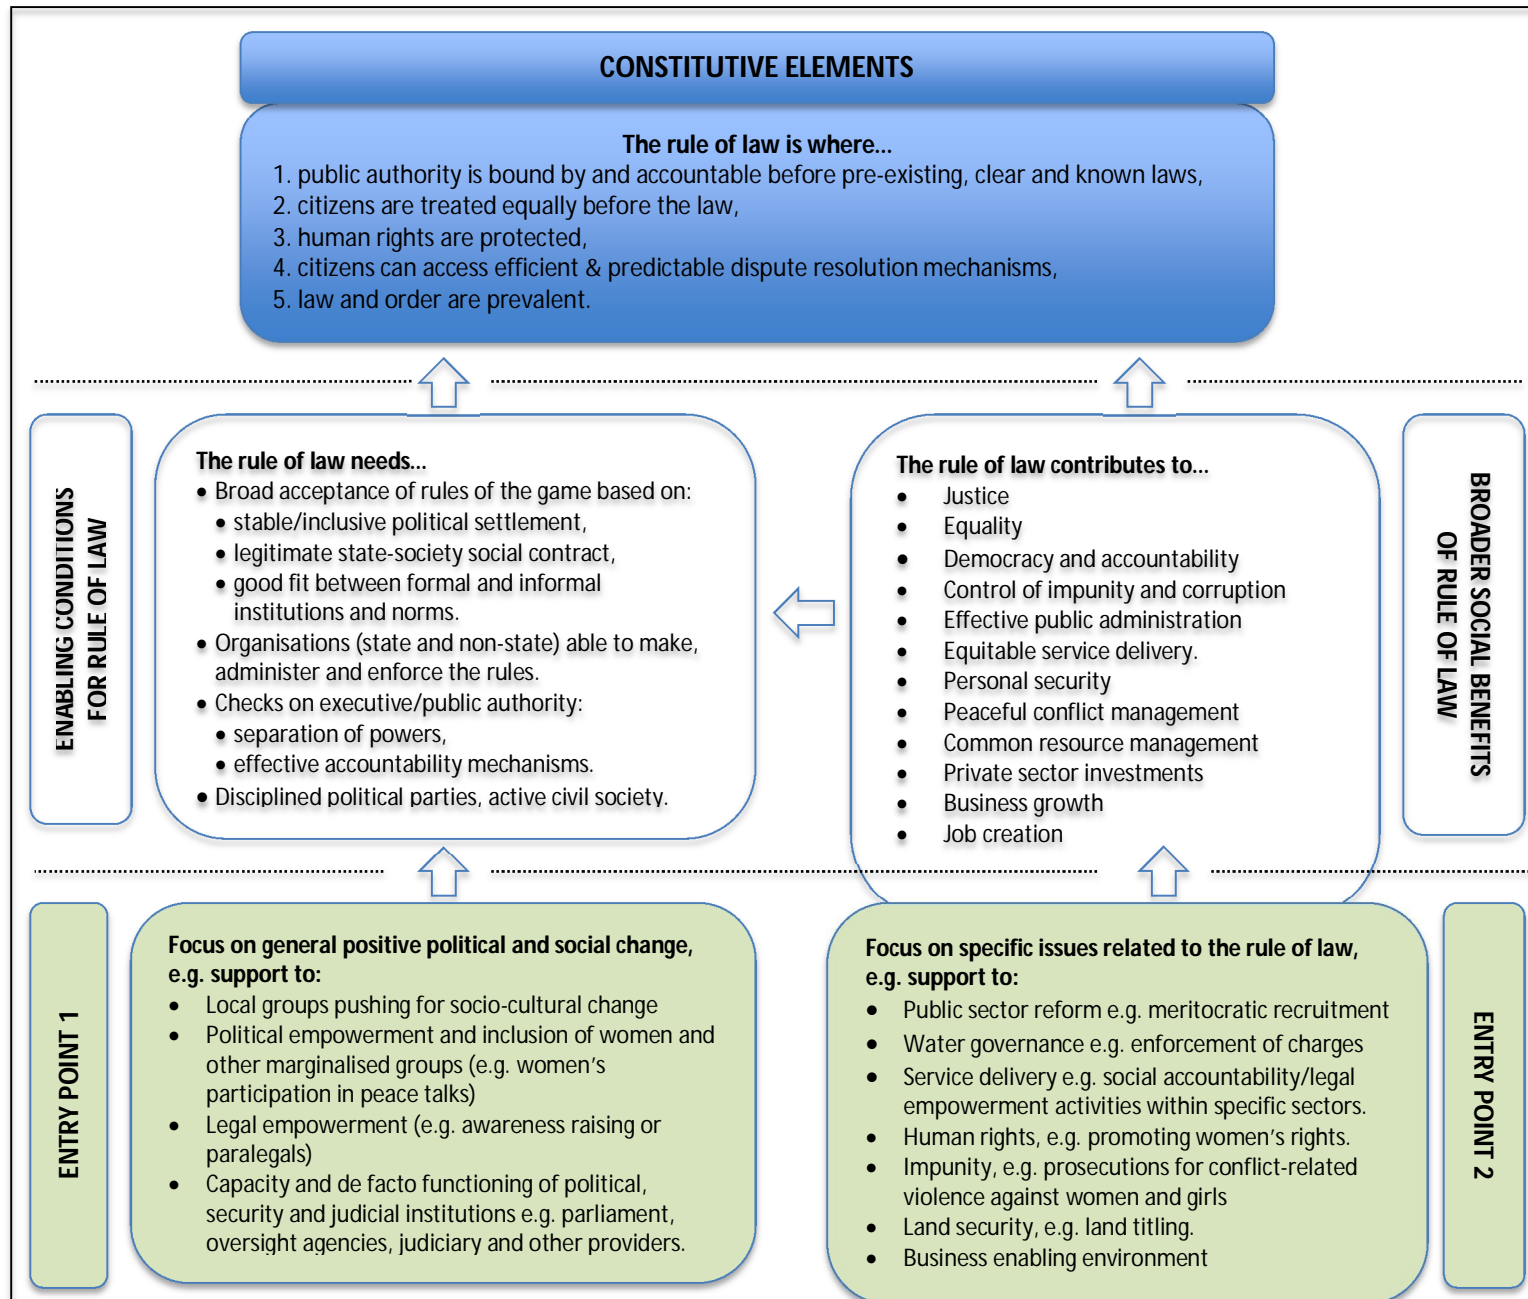 CONSTITUTIVE ELEMENTS
The rule of law is where...
1. public authority is bound by and accountable before pre-existing, clear and known laws,
2. citizens are treated equally before the law,
3. human rights are protected,
4. citizens can access efficient & predictable dispute resolution mechanisms,
5. law and order are prevalent.
ENABLING CONDITIONS
FOR RULE OF LAW
The rule of law needs...
• Broad acceptance of rules of the game based on:
• stable/inclusive political settlement,
• legitimate state-society social contract,
• good fit between formal and informal
institutions and norms.
• Organisations (state and non-state) able to make,
administer and enforce the rules.
• Checks on executive/public authority:
• separation of powers,
• effective accountability mechanisms.
• Disciplined political parties, active civil society.
The rule of law contributes to...
• Justice
• Equality
• Democracy and accountability
• Control of impunity and corruption
• Effective public administration
• Equitable service delivery.
• Personal security
• Peaceful conflict management
• Common resource management
• Private sector investments
• Business growth
• Job creation
BROADER SOCIAL BENEFITS
OF RULE OF LAW
ENTRY POINT 1
Focus on general positive political and social change,
e.g. support to:
• Local groups pushing for socio-cultural change
• Political empowerment and inclusion of women and
other marginalised groups (e.g. women's
participation in peace talks)
• Legal empowerment (e.g. awareness raising or
paralegals)
• Capacity and de facto functioning of political,
security and judicial institutions e.g. parliament,
oversight agencies, judiciary and other providers.
Focus on specific issues related to the rule of law,
e.g. support to:
• Public sector reform e.g. meritocratic recruitment
• Water governance e.g. enforcement of charges
• Service delivery e.g. social accountability/legal
empowerment activities within specific sectors.
• Human rights, e.g. promoting women's rights.
• Impunity, e.g. prosecutions for conflict-related
violence against women and girls
• Land security, e.g. land titling.
• Business enabling environment
ENTRY POINT 2